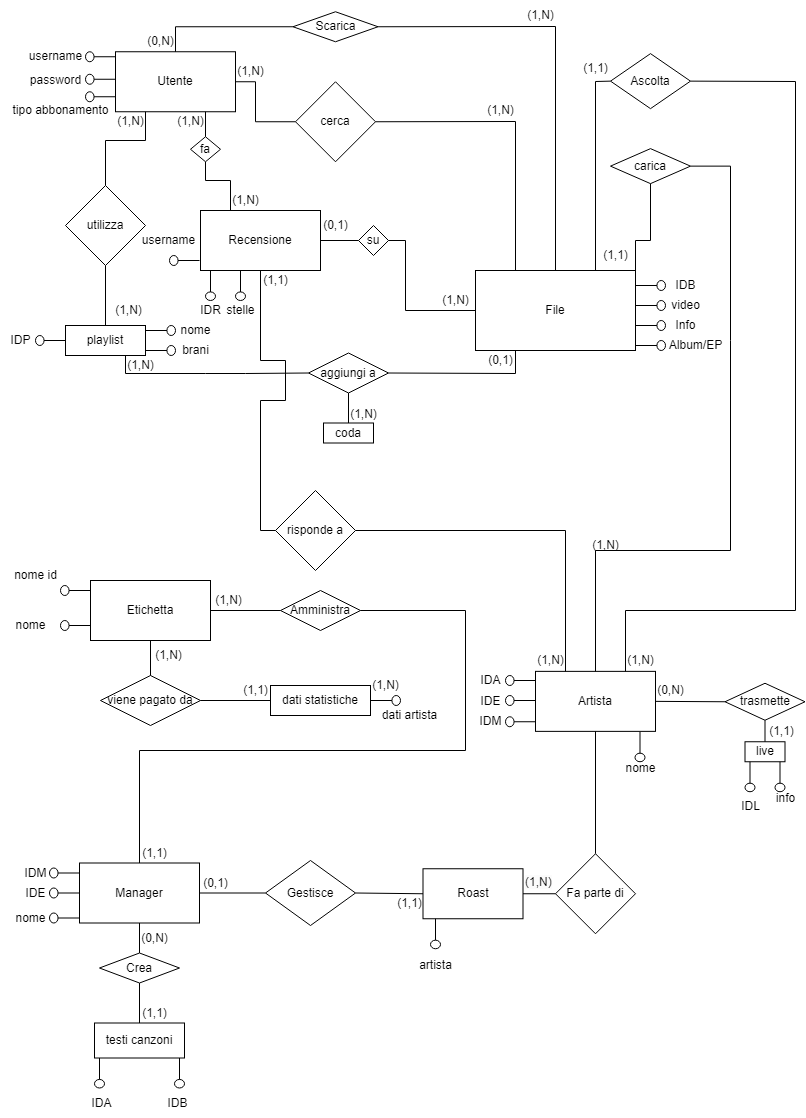 (1,N)
Scarica
(0,N)
username
Utente
(1,N)
(1,1)
Ascolta
password
tipo abbonamento
(1,N)
cerca
(1,N)
(1,N)
fa
carica
(1,N)
utilizza
username
Recensione
(0,1)
su
(1,1)
(1,1)
IDR
stelle
(1,N)
File
IDB
video
Info
Album/EP
(1,N)
IDP
playlist
nome
brani
(1,N)
aggiungi a
(0,1)
(1,N)
coda
risponde a
(1,N)
nome id
nome
Etichetta
(1,N)
Amministra
(1,N)
viene pagato da
(1,1)
dati statistiche
(1,N)
dati artista
(1,N)
(1,N)
IDA
IDE
IDM
Artista
(0,N)
trasmette
nome
(1,1)
live
IDL
info
(1,1)
IDM
IDE
nome
Manager
(0,1)
Gestisce
(1,1)
Roast
(1,N)
Fa parte di
artista
(0,N)
Crea
(1,1)
testi canzoni
IDA
IDB